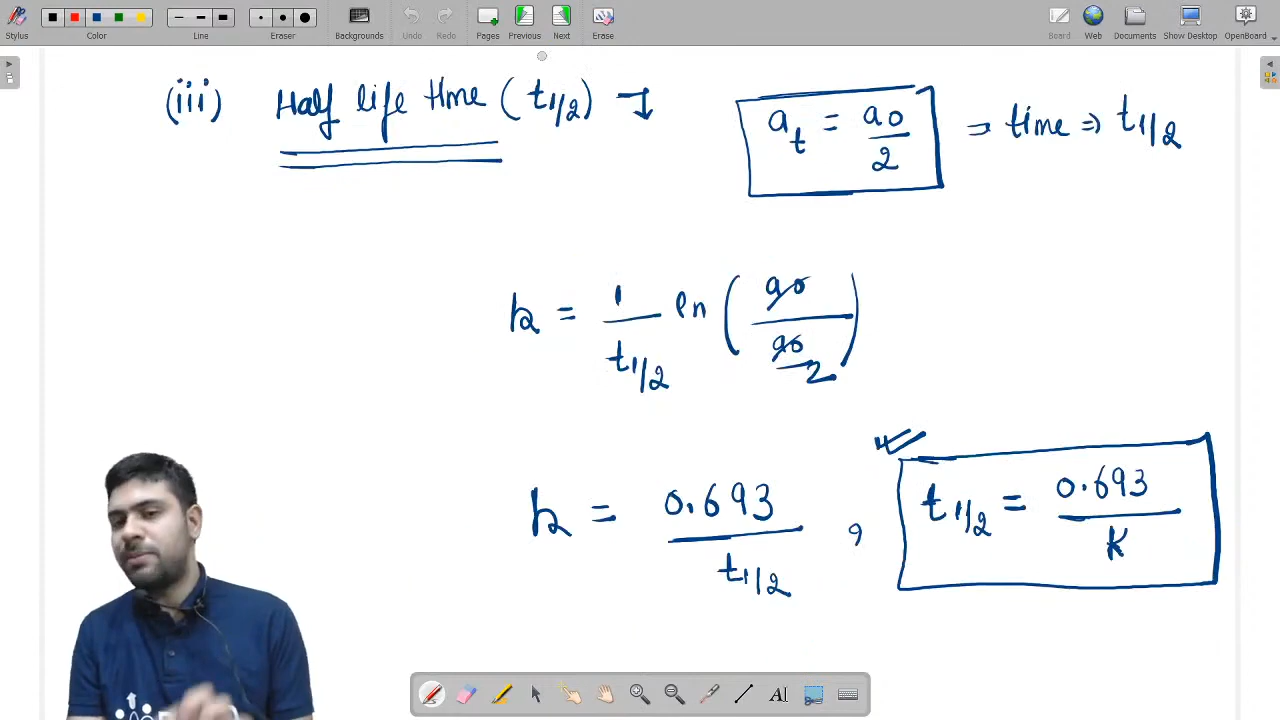 Stylus
Color
Line
Eraser
Backgrounds
Undo
Redo
Pages
Previous
Next
Erase
Board
Web
Documents
Show Desktop
OpenBoard
(iii) Half life time (t1/2) ↴
at = a0/2 ⇒ time ⇒ t1/2
k = 1/t1/2 ln (a0/(a0/2))
k = 0.693/t1/2 , t1/2 = 0.693/K
AI